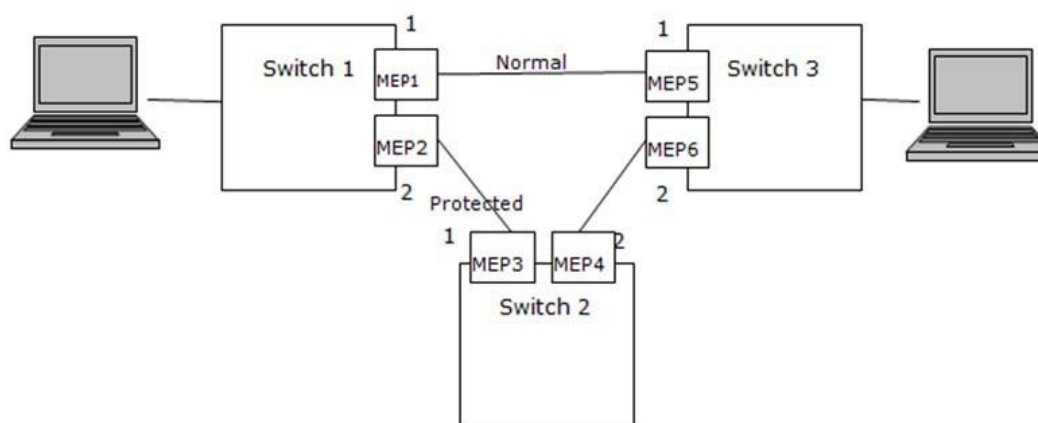 1
1
Switch 1
Normal
Switch 3
MEP1
MEP5
MEP2
MEP6
2
2
Protected
1
2
MEP3
MEP4
Switch 2